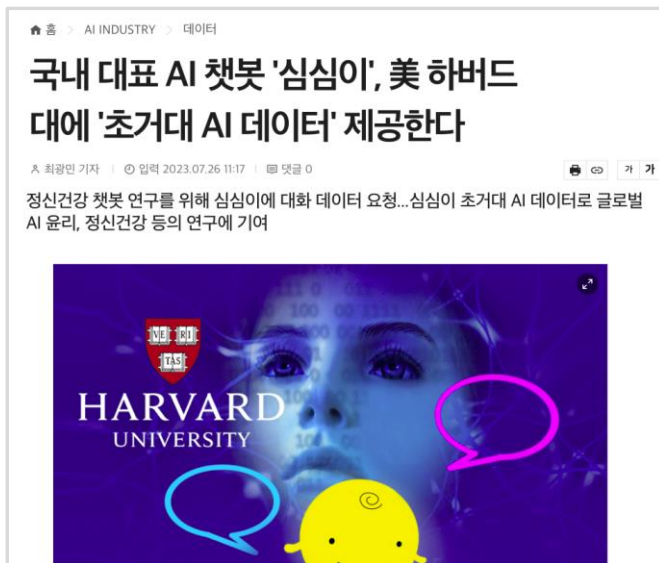 홈 > AI INDUSTRY > 데이터
국내 대표 AI 챗봇 '심심이', 美 하버드
대에 '초거대 AI 데이터' 제공한다
최광민 기자 입력 2023.07.26 11:17 댓글 0
가 가
정신건강 챗봇 연구를 위해 심심이에 대화 데이터 요청...심심이 초거대 AI 데이터로 글로벌
AI 윤리, 정신건강 등의 연구에 기여
VE RI
TAS
HARVARD
UNIVERSITY